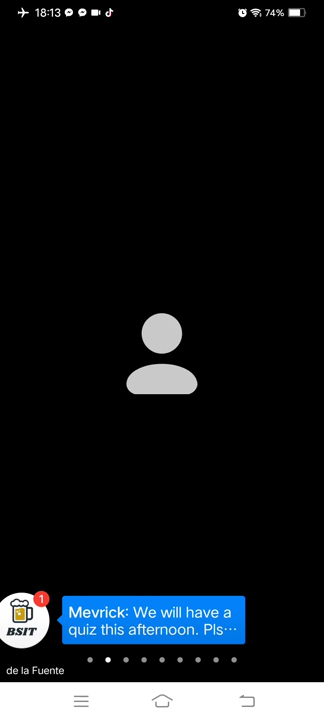 18:13
74%
1
BSIT
Mevrick: We will have a
quiz this afternoon. Pls···
de la Fuente